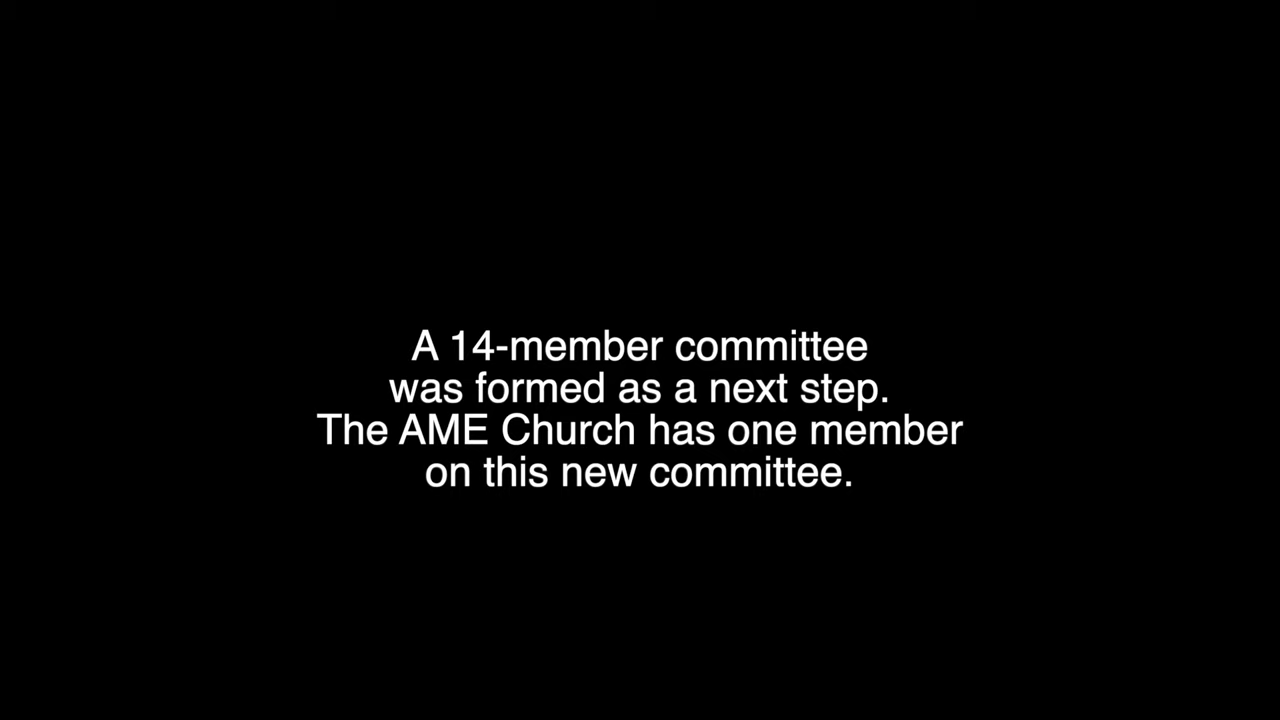 A 14-member committee
was formed as a next step.
The AME Church has one member
on this new committee.